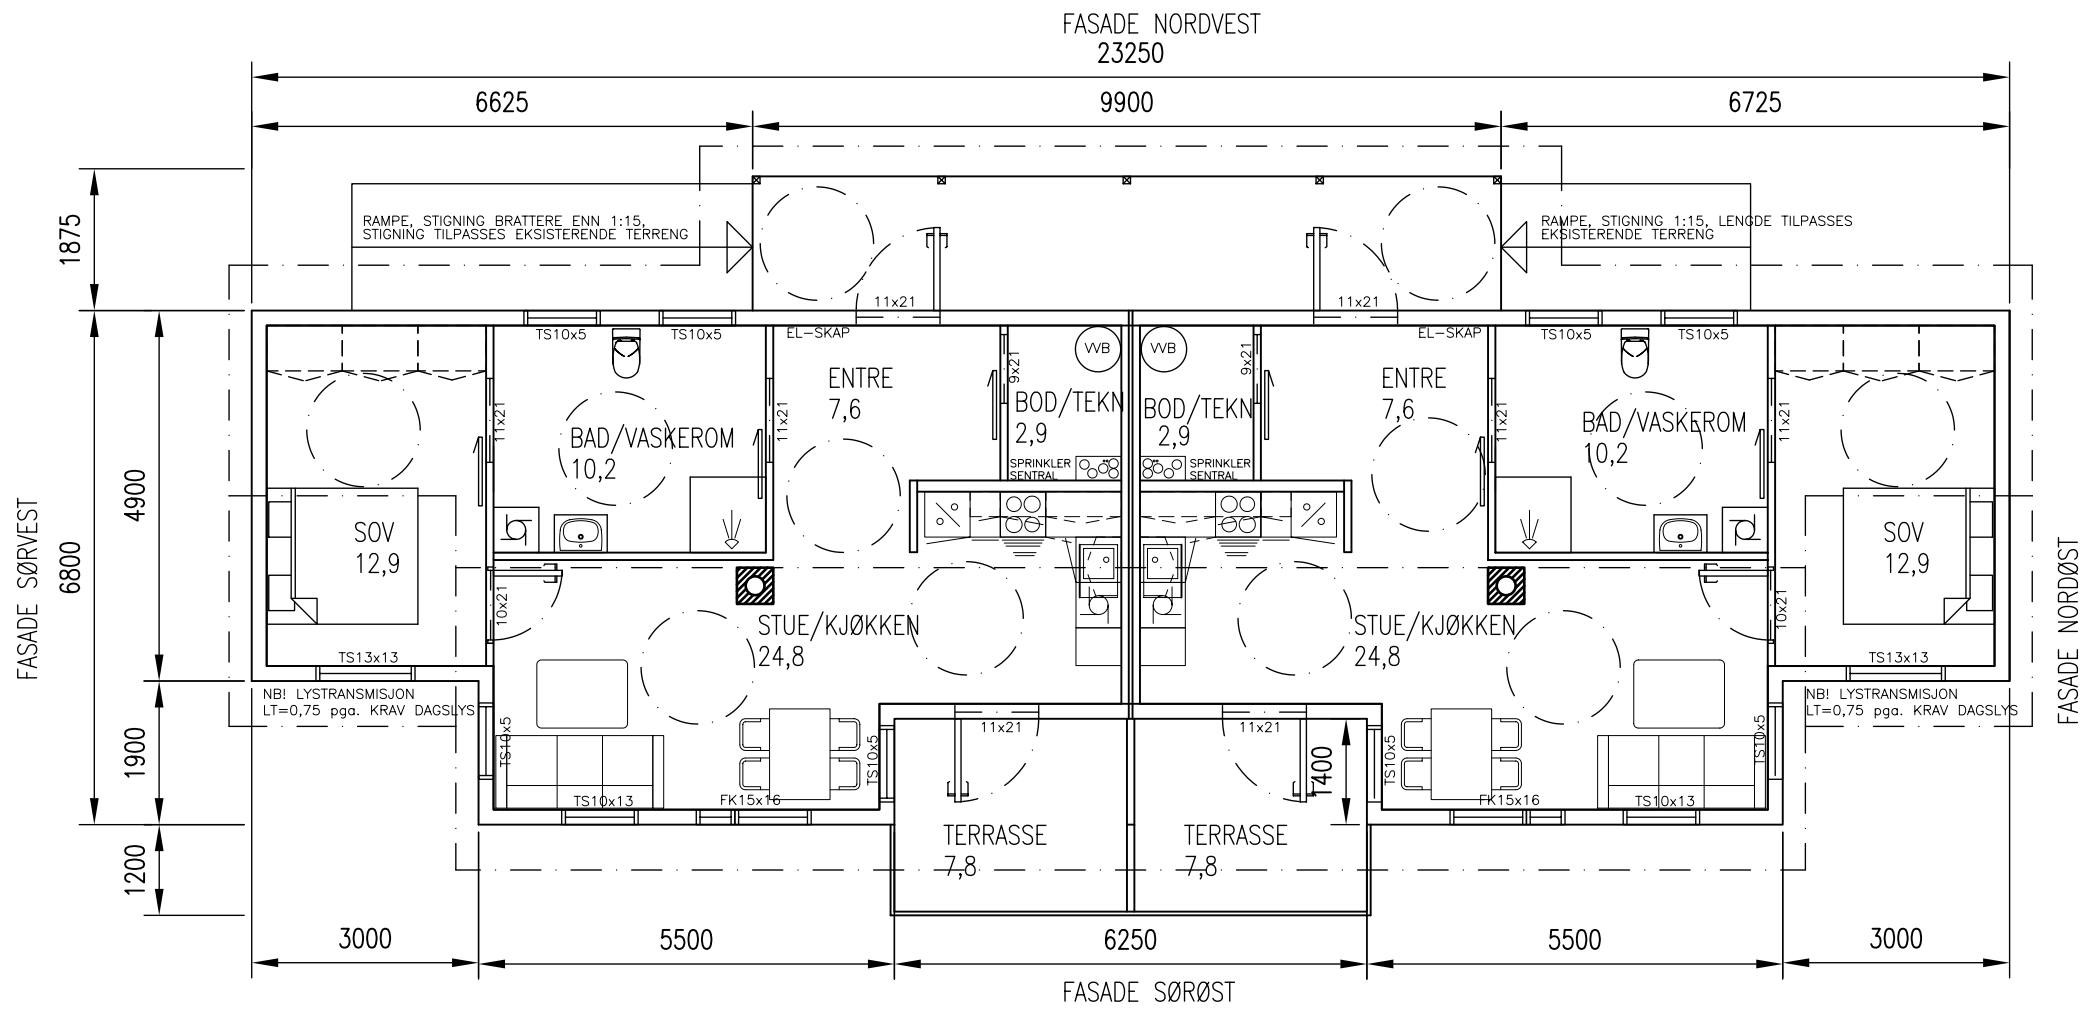 FASADE NORDVEST
23250
6625
9900
6725
1875
RAMPE, STIGNING BRATTERE ENN 1:15,
STIGNING TILPASSES EKSISTERENDE TERRENG
RAMPE, STIGNING 1:15, LENGDE TILPASSES
EKSISTERENDE TERRENG
11x21
11x21
TS10x5
TS10x5
EL-SKAP
VVB
VVB
EL-SKAP
TS10x5
TS10x5
9x21
9x21
ENTRE
7,6
BOD/TEKN
2,9
BOD/TEKN
2,9
ENTRE
7,6
11x21
11x21
11x21
11x21
BAD/VASKEROM
10,2
BAD/VASKEROM
10,2
SPRINKLER
SENTRAL
SPRINKLER
SENTRAL
4900
6800
FASADE SØRVEST
FASADE NORDØST
SOV
12,9
SOV
12,9
10x21
10x21
STUE/KJØKKEN
24,8
STUE/KJØKKEN
24,8
TS13x13
TS13x13
NB! LYSTRANSMISJON
LT=0,75 pga. KRAV DAGSLYS
NB! LYSTRANSMISJON
LT=0,75 pga. KRAV DAGSLYS
1900
TS10x5
TS10x5
11x21
11x21
1400
TS10x5
TS10x5
TS10x13
FK15x16
FK15x16
TS10x13
TERRASSE
7,8
TERRASSE
7,8
1200
3000
5500
6250
5500
3000
FASADE SØRØST